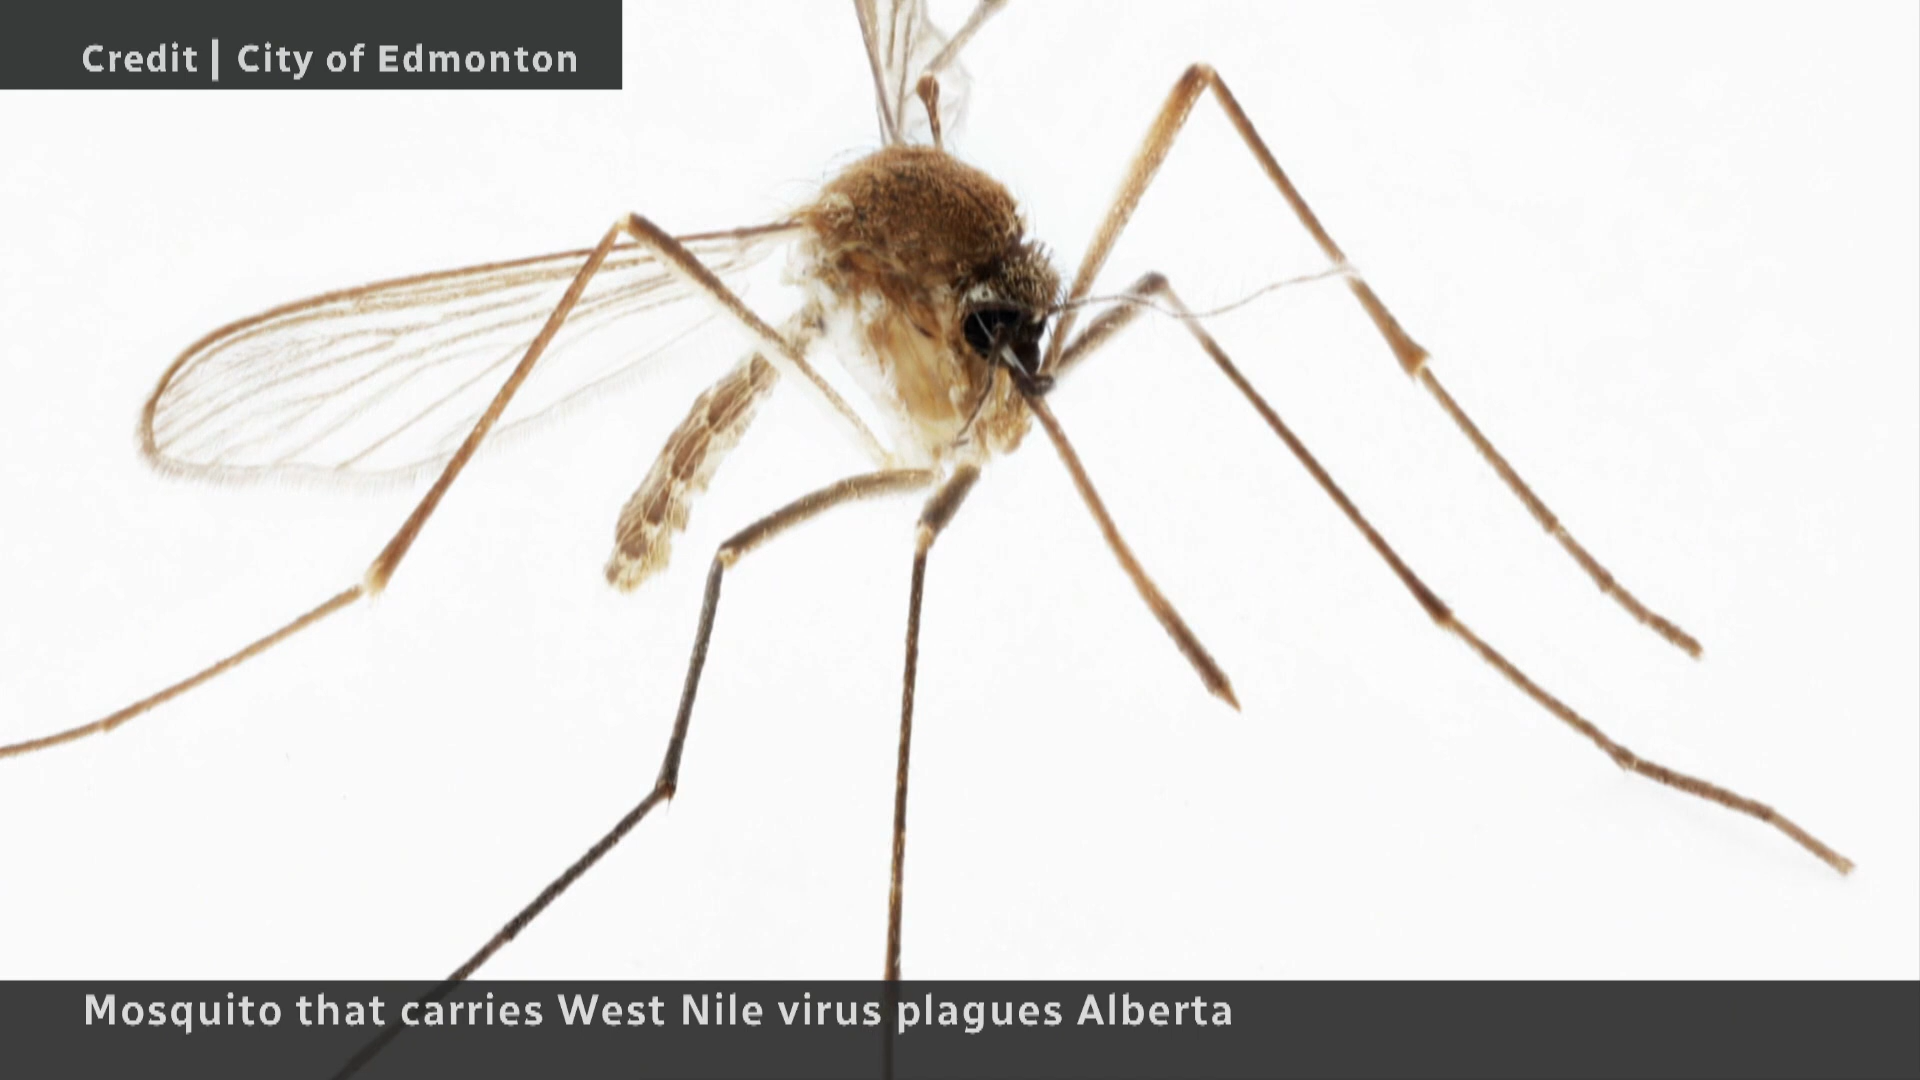 Credit | City of Edmonton
Mosquito that carries West Nile virus plagues Alberta